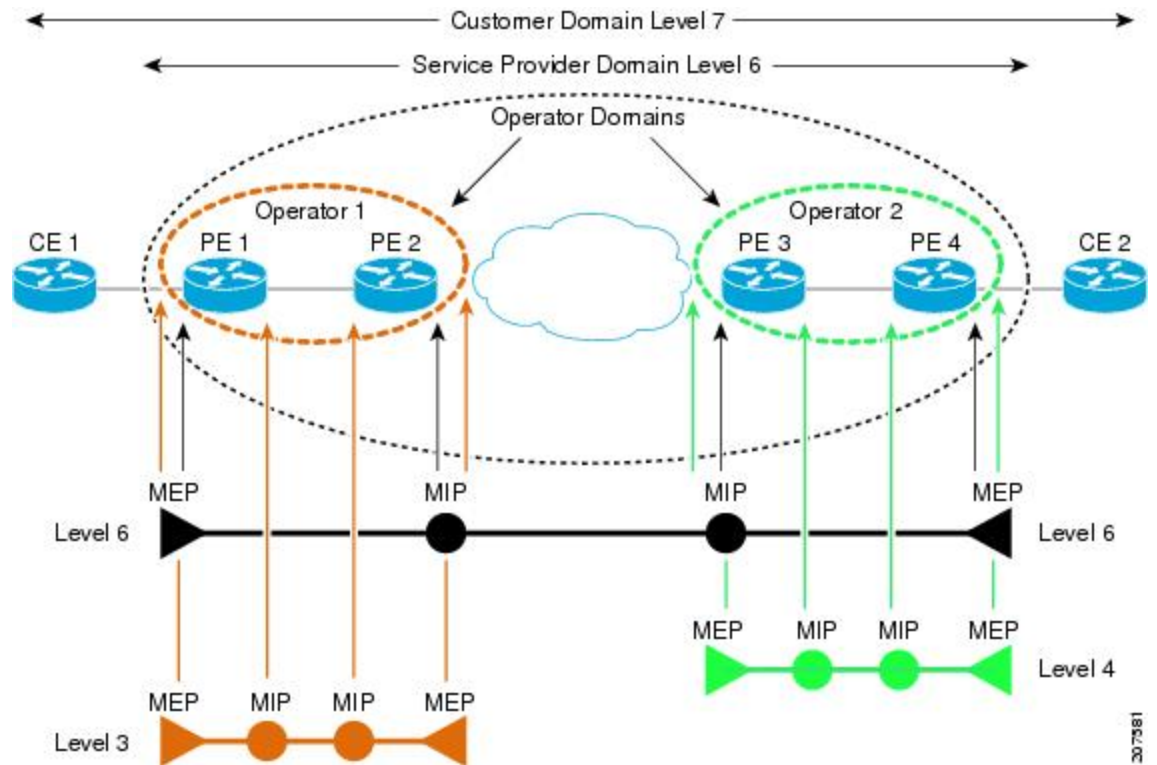 Customer Domain Level 7
Service Provider Domain Level 6
Operator Domains
Operator 1
Operator 2
CE 1
PE 1
PE 2
PE 3
PE 4
CE 2
MEP
MIP
MIP
MEP
Level 6
Level 6
MEP
MIP
MIP
MEP
Level 4
MEP
MIP
MIP
MEP
Level 3
207581